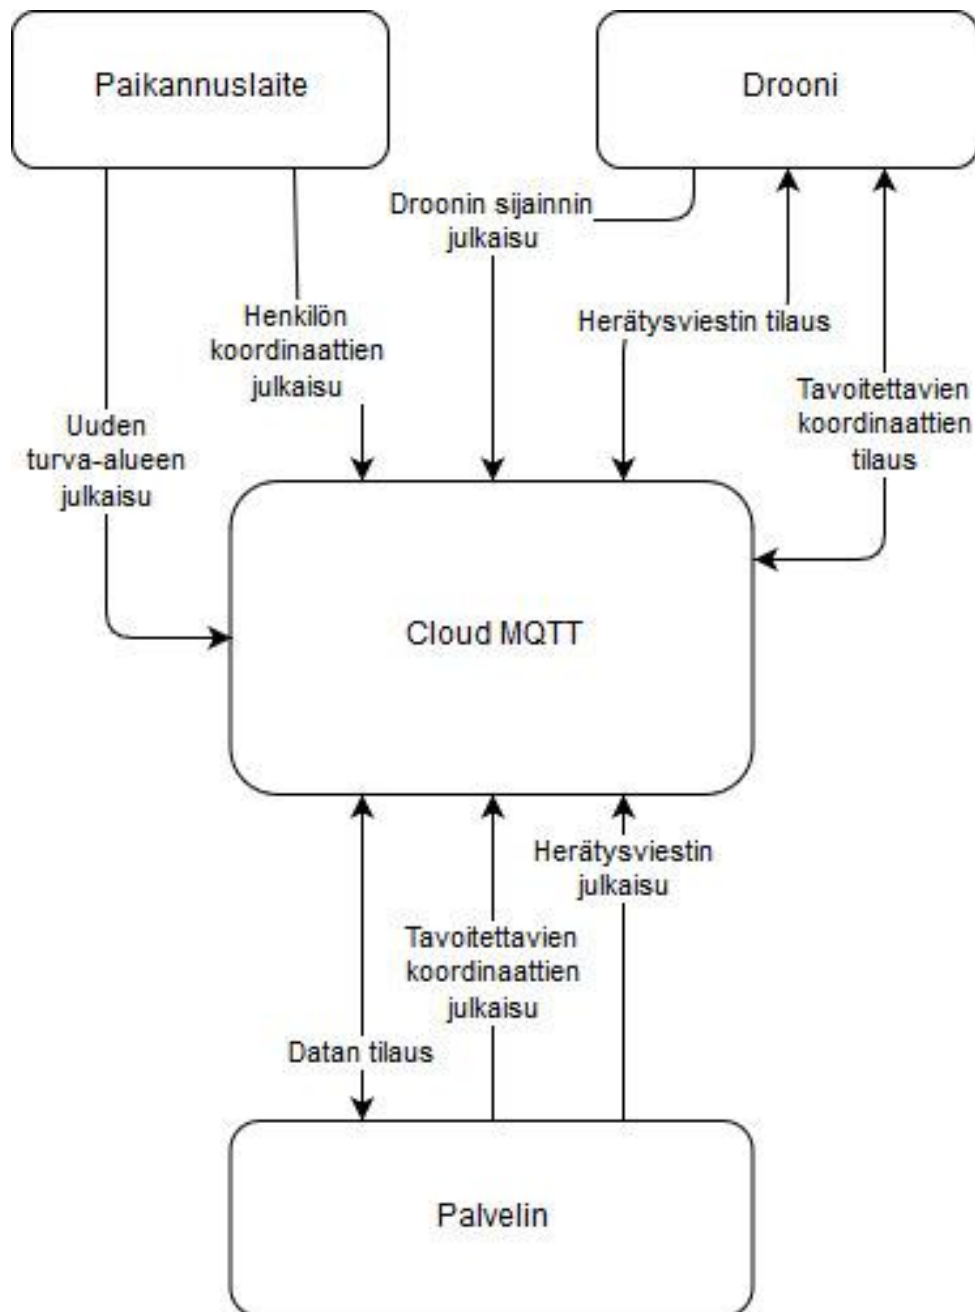 Paikannuslaite
Drooni
Droonin sijainnin
julkaisu
Henkilön
koordinaattien
julkaisu
Herätysviestin tilaus
Tavoitettavien
koordinaattien
tilaus
Uuden
turva-alueen
julkaisu
Cloud MQTT
Herätysviestin
julkaisu
Tavoitettavien
koordinaattien
julkaisu
Datan tilaus
Palvelin